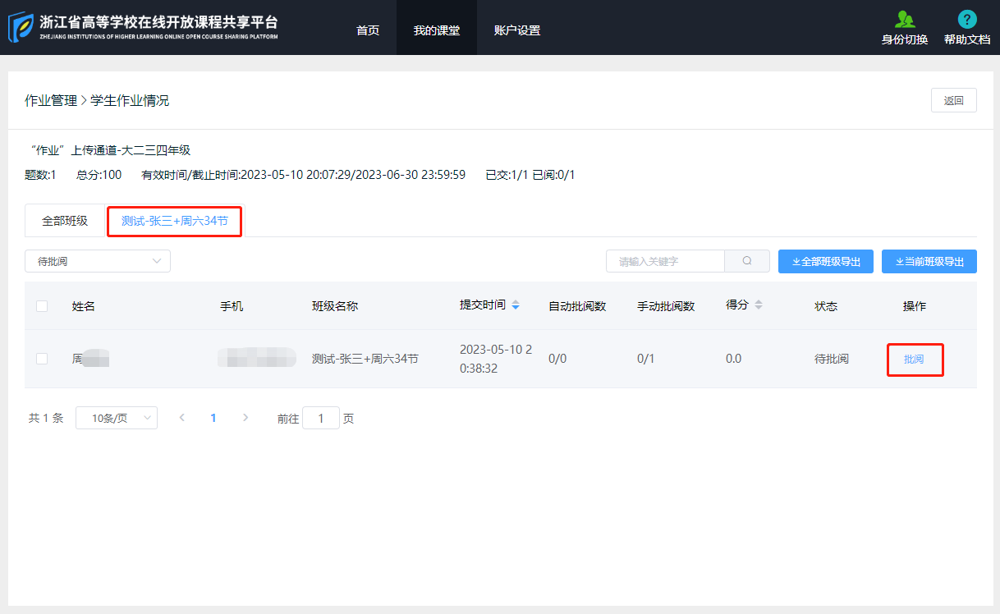 浙江省高等学校在线开放课程共享平台
ZHEJIANG INSTITUTIONS OF HIGHER LEARNING ONLINE OPEN COURSE SHARING PLATFORM
首页 我的课堂 账户设置
身份切换 帮助文档
作业管理 > 学生作业情况 返回
“作业”上传通道-大二三四年级
题数:1 总分:100 有效时间/截止时间:2023-05-10 20:07:29/2023-06-30 23:59:59 已交:1/1 已阅:0/1
全部班级 测试-张三+周六34节
待批阅 请输入关键字 全部班级导出 当前班级导出
姓名 手机 班级名称 提交时间 自动批阅数 手动批阅数 得分 状态 操作
周 测试-张三+周六34节 2023-05-10 2
0:38:32 0/0 0/1 0.0 待批阅 批阅
共 1 条 10条/页 < 1 > 前往 1 页